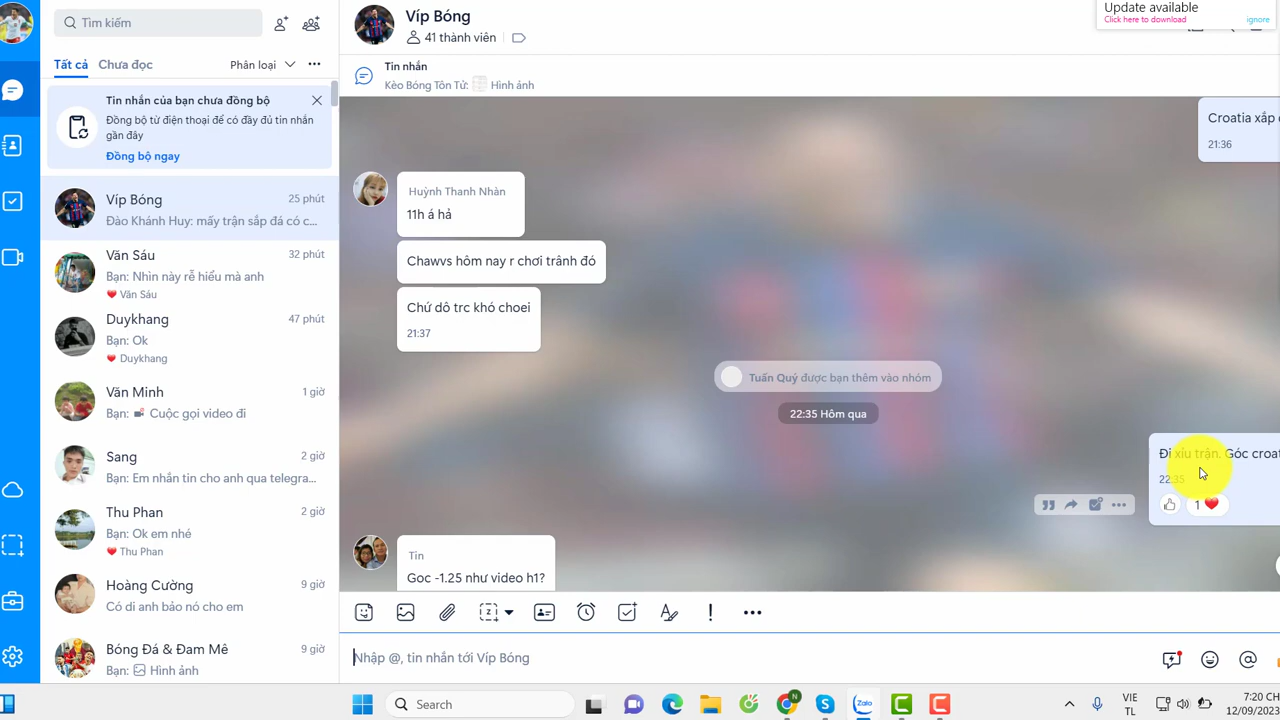 Tìm kiếm
Tất cả
Chưa đọc
Phân loại
Tin nhắn của bạn chưa đồng bộ
Đồng bộ từ điện thoại để có đầy đủ tin nhắn
gần đây
Đồng bộ ngay
Víp Bóng
25 phút
Đào Khánh Huy: mấy trận sắp đá có c...
Văn Sáu
32 phút
Bạn: Nhìn này rễ hiểu mà anh
Văn Sáu
Duykhang
47 phút
Bạn: Ok
Duykhang
Văn Minh
1 giờ
Bạn: Cuộc gọi video đi
Sang
2 giờ
Bạn: Em nhắn tin cho anh qua telegra...
Thu Phan
2 giờ
Bạn: Ok em nhé
Thu Phan
Hoàng Cường
9 giờ
Có di anh bảo nó cho em
Bóng Đá & Đam Mê
9 giờ
Bạn: Hình ảnh
Víp Bóng
41 thành viên
Update available
Click here to download
ignore
Tin nhắn
Kèo Bóng Tôn Tử: Hình ảnh
Croatia xắp
21:36
Huỳnh Thanh Nhàn
11h á hả
Chawvs hôm nay r chơi trânh đó
Chứ dô trc khó choei
21:37
Tuấn Quý được bạn thêm vào nhóm
22:35 Hôm qua
Đi xíu trận. Góc croat
22:35
1
Tin
Goc -1.25 như video h1?
Nhập @, tin nhắn tới Víp Bóng
Search
Zalo
N
VIE
TL
7:20 CH
12/09/2023